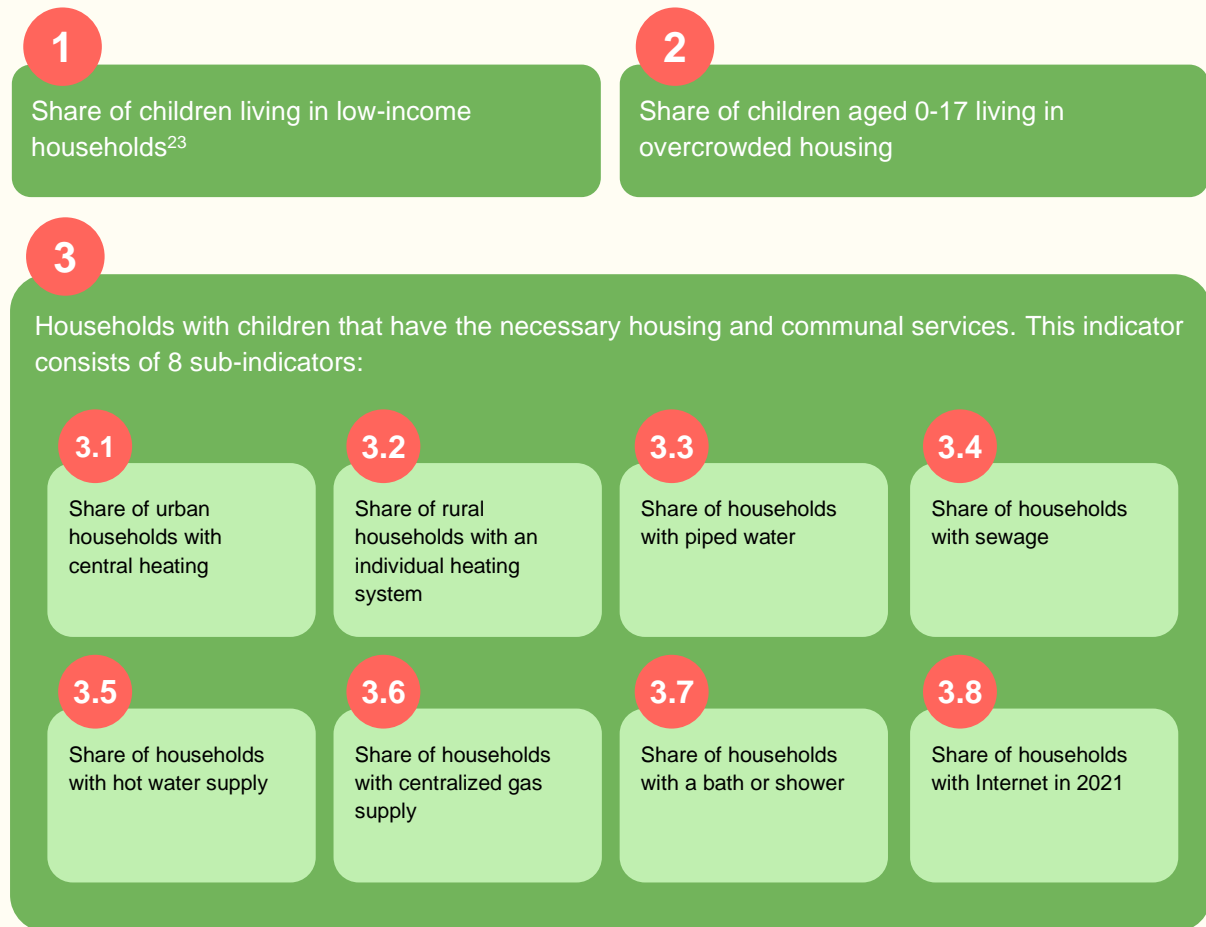 1
Share of children living in low-income
households23
2
Share of children aged 0-17 living in
overcrowded housing
3
Households with children that have the necessary housing and communal services. This indicator
consists of 8 sub-indicators:
3.1
Share of urban
households with
central heating
3.2
Share of rural
households with an
individual heating
system
3.3
Share of households
with piped water
3.4
Share of households
with sewage
3.5
Share of households
with hot water supply
3.6
Share of households
with centralized gas
supply
3.7
Share of households
with a bath or shower
3.8
Share of households
with Internet in 2021